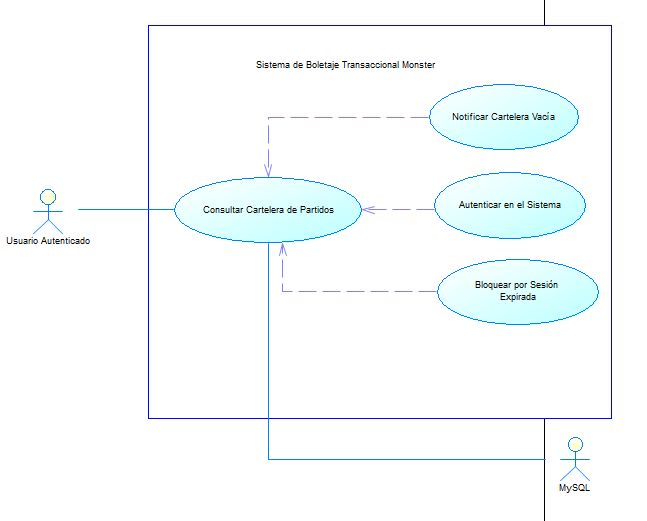 Sistema de Boletaje Transaccional Monster
Notificar Cartelera Vacía
Consultar Cartelera de Partidos
Autenticar en el Sistema
Usuario Autenticado
Bloquear por Sesión
Expirada
MySQL